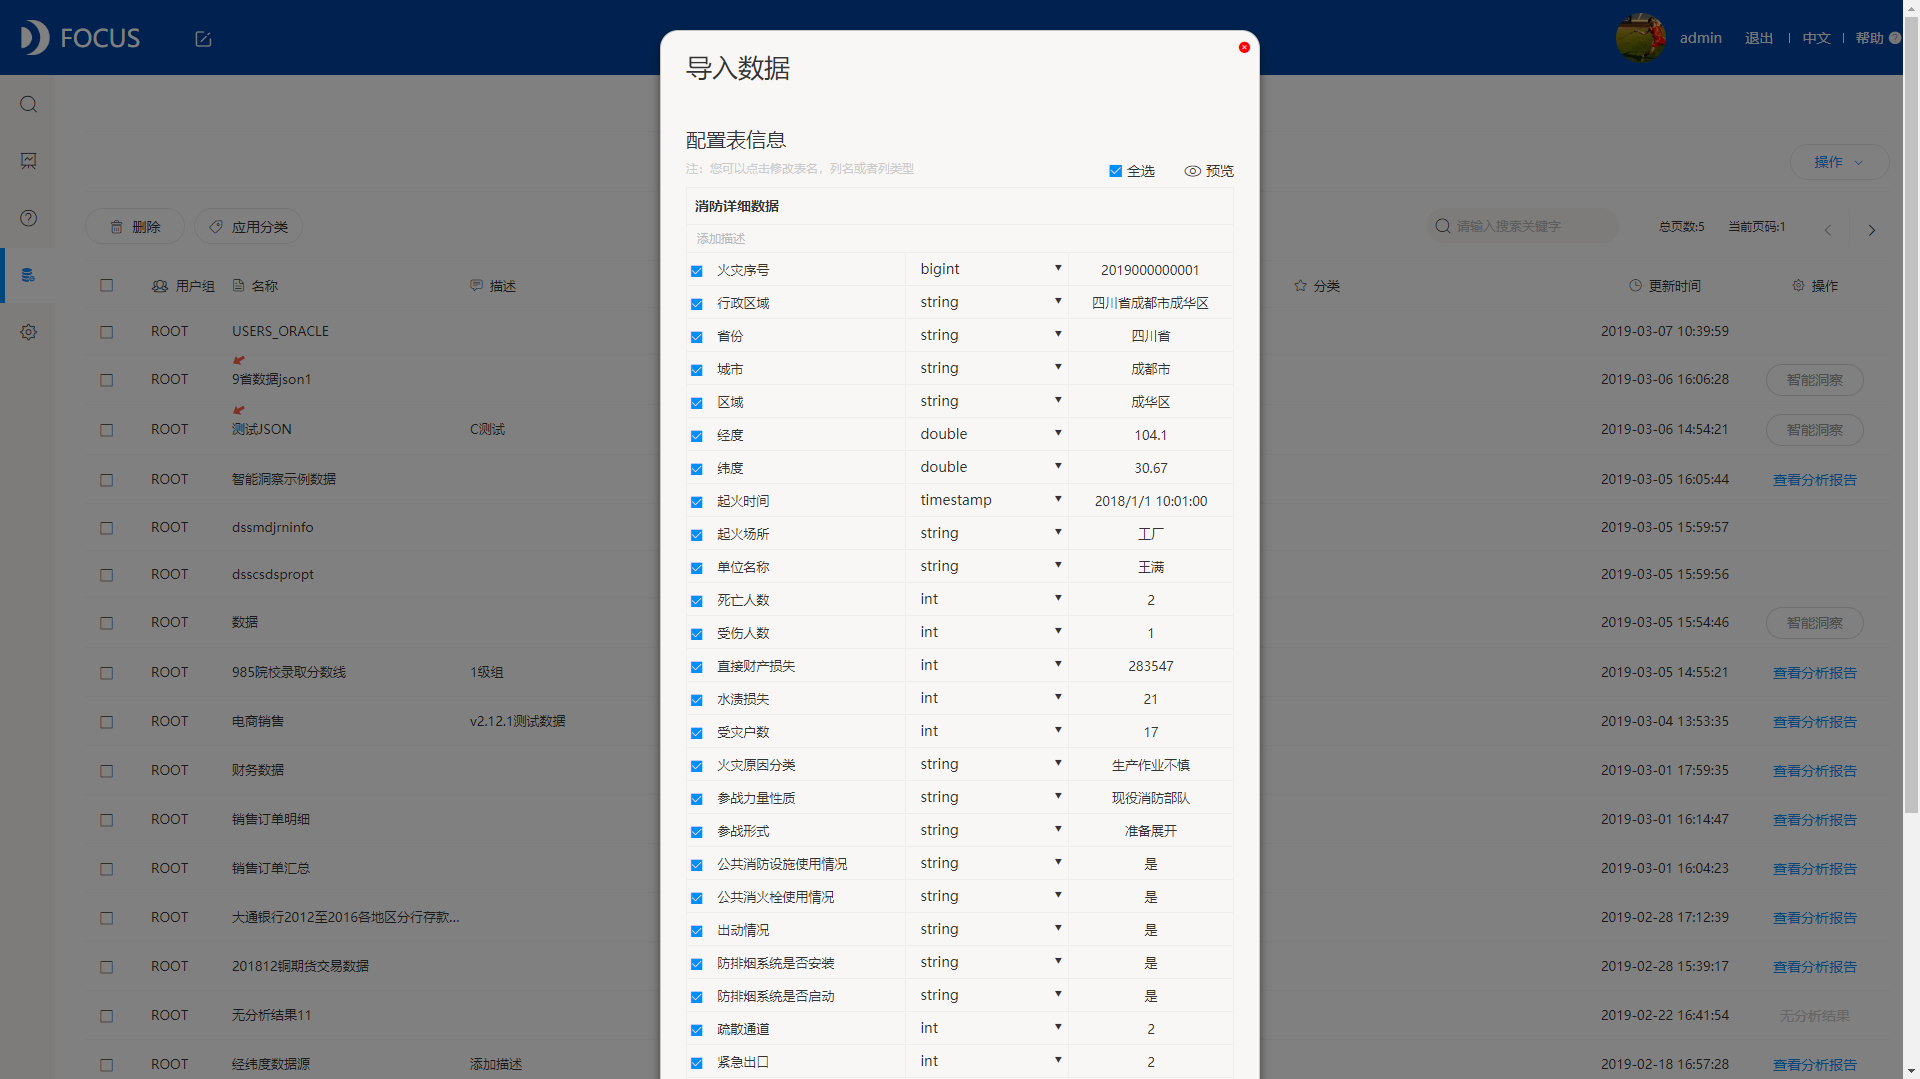 FOCUS
admin 退出 中文 帮助
导入数据
配置表信息
注：您可以点击修改表名，列名或者列类型
全选 预览
操作
消防详细数据
添加描述
删除 应用分类
请输入搜索关键字 总页数:5 当前页码:1
用户组 名称 描述 分类 更新时间 操作
火灾序号 bigint 2019000000001
行政区域 string 四川省成都市成华区
省份 string 四川省
城市 string 成都市
区域 string 成华区
经度 double 104.1
纬度 double 30.67
起火时间 timestamp 2018/1/1 10:01:00
起火场所 string 工厂
单位名称 string 王满
死亡人数 int 2
受伤人数 int 1
直接财产损失 int 283547
水渍损失 int 21
受灾户数 int 17
火灾原因分类 string 生产作业不慎
参战力量性质 string 现役消防部队
参战形式 string 准备展开
公共消防设施使用情况 string 是
公共消火栓使用情况 string 是
出动情况 string 是
防排烟系统是否安装 string 是
防排烟系统是否启动 string 是
疏散通道 int 2
紧急出口 int 2
ROOT USERS_ORACLE 2019-03-07 10:39:59
ROOT 9省数据json1 2019-03-06 16:06:28 智能洞察
ROOT 测试JSON C测试 2019-03-06 14:54:21 智能洞察
ROOT 智能洞察示例数据 2019-03-05 16:05:44 查看分析报告
ROOT dssmdjrninfo 2019-03-05 15:59:57
ROOT dsscsdspropt 2019-03-05 15:59:56
ROOT 数据 2019-03-05 15:54:46 智能洞察
ROOT 985院校录取分数线 1级组 2019-03-05 14:55:21 查看分析报告
ROOT 电商销售 v2.12.1测试数据 2019-03-04 13:53:35 查看分析报告
ROOT 财务数据 2019-03-01 17:59:35 查看分析报告
ROOT 销售订单明细 2019-03-01 16:14:47 查看分析报告
ROOT 销售订单汇总 2019-03-01 16:04:23 查看分析报告
ROOT 大通银行2012至2016各地区分行存款... 2019-02-28 17:12:39 查看分析报告
ROOT 201812铜期货交易数据 2019-02-28 15:39:17 查看分析报告
ROOT 无分析结果11 2019-02-22 16:41:54 无分析结果
ROOT 经纬度数据源 添加描述 2019-02-18 16:57:28 查看分析报告